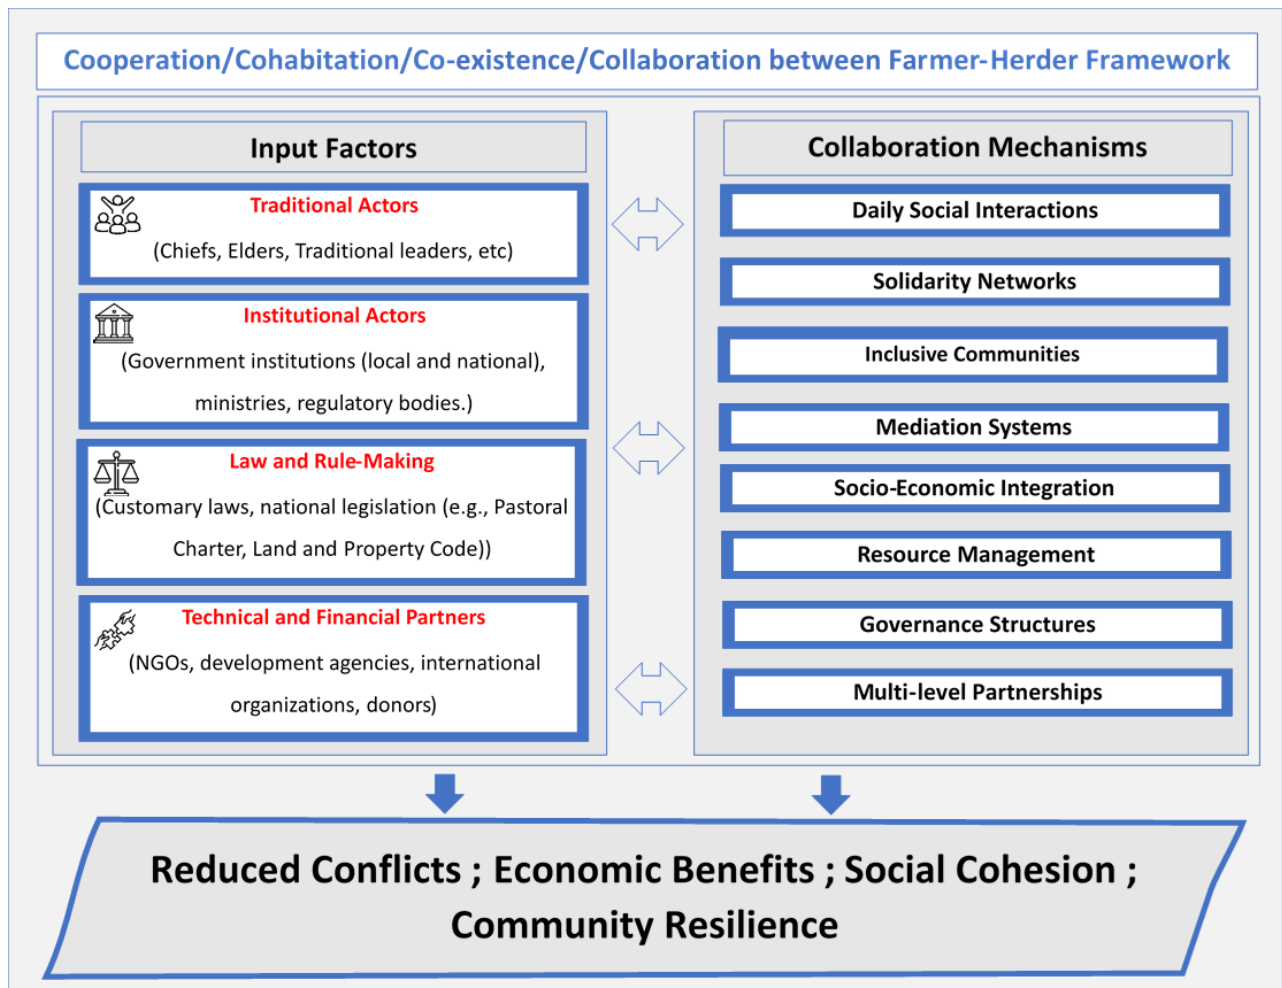 Cooperation/Cohabitation/Co-existence/Collaboration between Farmer-Herder Framework
Input Factors
Traditional Actors
(Chiefs, Elders, Traditional leaders, etc)
Institutional Actors
(Government institutions (local and national),
ministries, regulatory bodies.)
Law and Rule-Making
(Customary laws, national legislation (e.g., Pastoral
Charter, Land and Property Code))
Technical and Financial Partners
(NGOs, development agencies, international
organizations, donors)
Collaboration Mechanisms
Daily Social Interactions
Solidarity Networks
Inclusive Communities
Mediation Systems
Socio-Economic Integration
Resource Management
Governance Structures
Multi-level Partnerships
Reduced Conflicts ; Economic Benefits ; Social Cohesion ;
Community Resilience